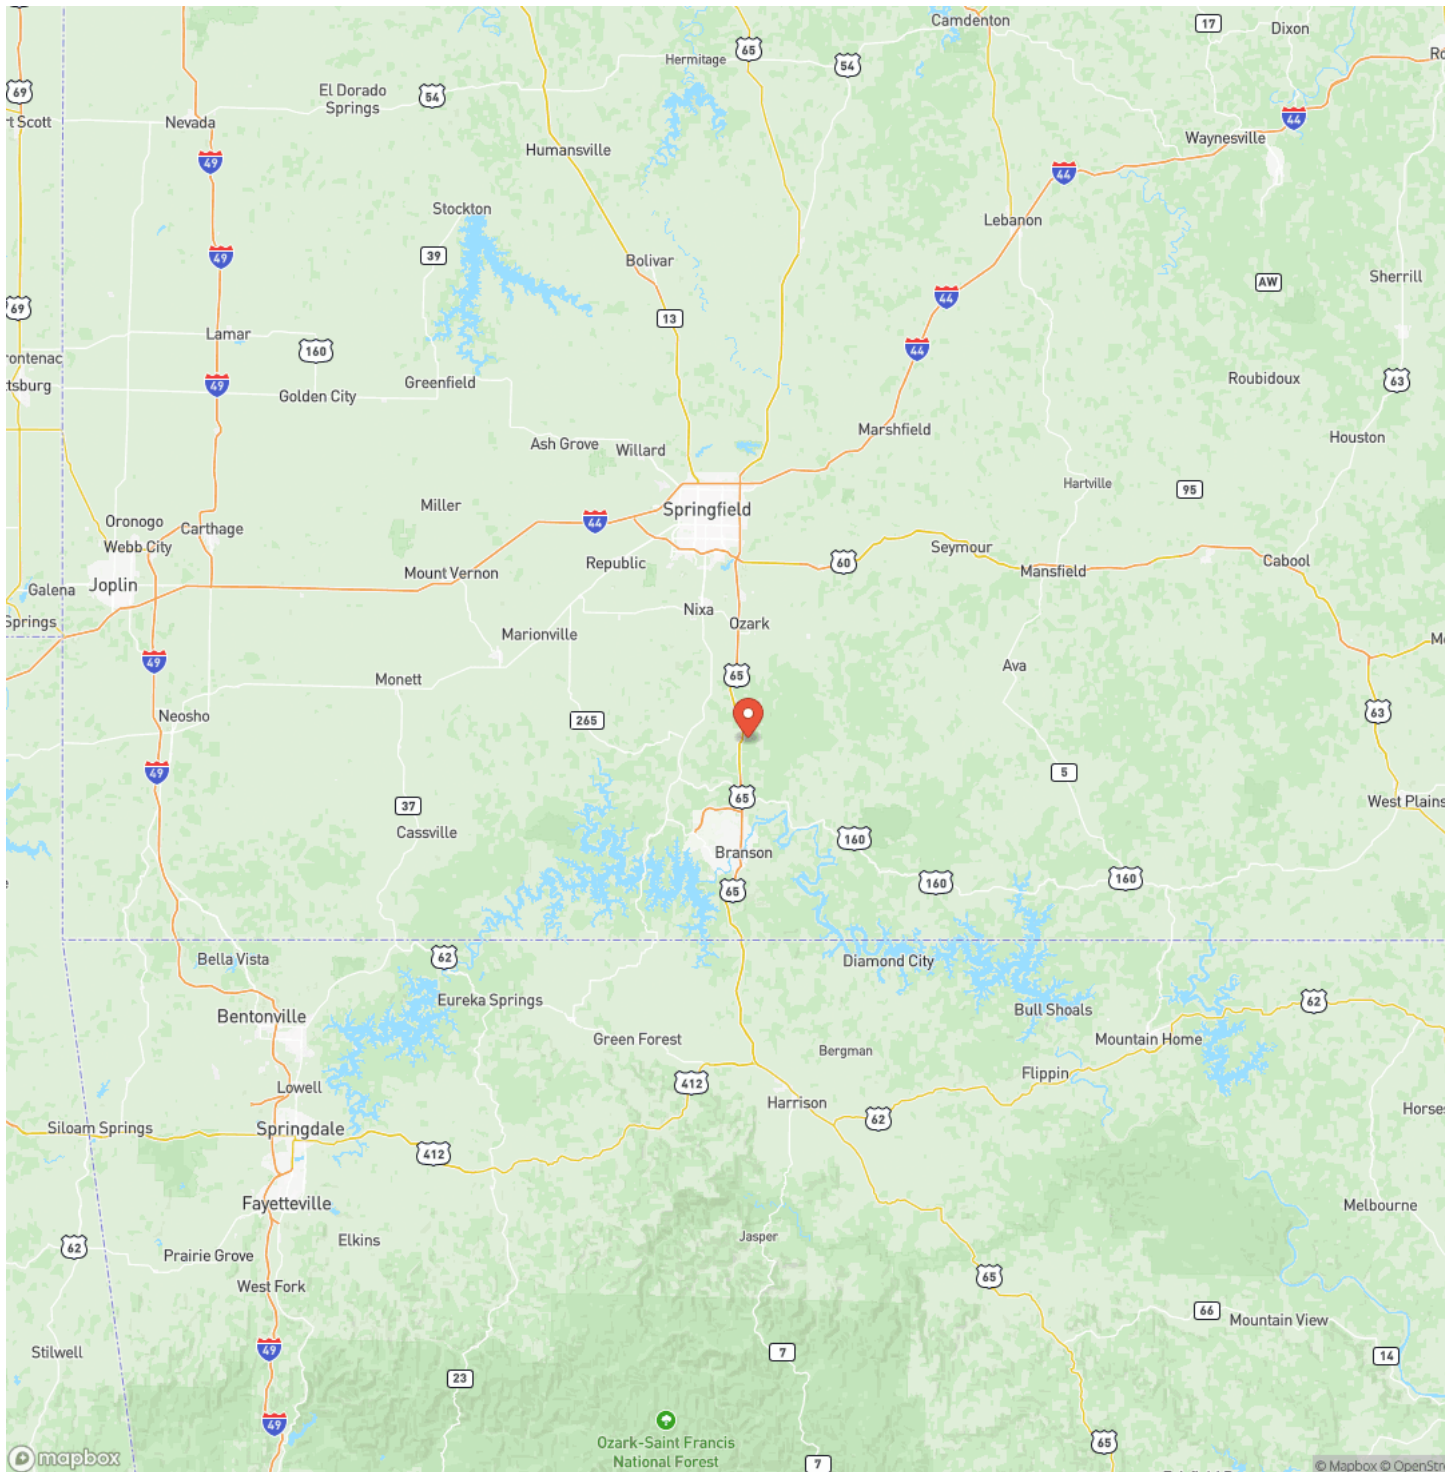 Camdenton
17
Dixon
65
Hermitage
54
69
El Dorado
Springs
54
rt Scott
Nevada
44
Waynesville
Humansville
49
44
Stockton
Lebanon
39
49
Bolivar
Sherrill
AW
44
69
13
Lamar
160
44
rontenac
ttsburg
49
Greenfield
Golden City
Roubidoux
63
Marshfield
Houston
Ash Grove
Willard
Hartville
95
Miller
Springfield
Oronogo
44
Carthage
Webb City
Seymour
Republic
60
Cabool
Mount Vernon
Mansfield
Joplin
Galena
Springs
Nixa
Ozark
Marionville
49
Ava
65
Monett
Neosho
265
63
49
5
65
37
West Plains
Cassville
160
Branson
160
160
65
Bella Vista
62
Diamond City
Eureka Springs
62
Bentonville
Bull Shoals
Green Forest
Mountain Home
Bergman
Flippin
412
Lowell
Harrison
Horses
62
Siloam Springs
Springdale
412
Fayetteville
Melbourne
Elkins
Jasper
62
Prairie Grove
65
West Fork
66
Mountain View
49
Stilwell
7
14
23
49
Ozark-Saint Francis
National Forest
65
7
mapbox
© Mapbox © OpenStr